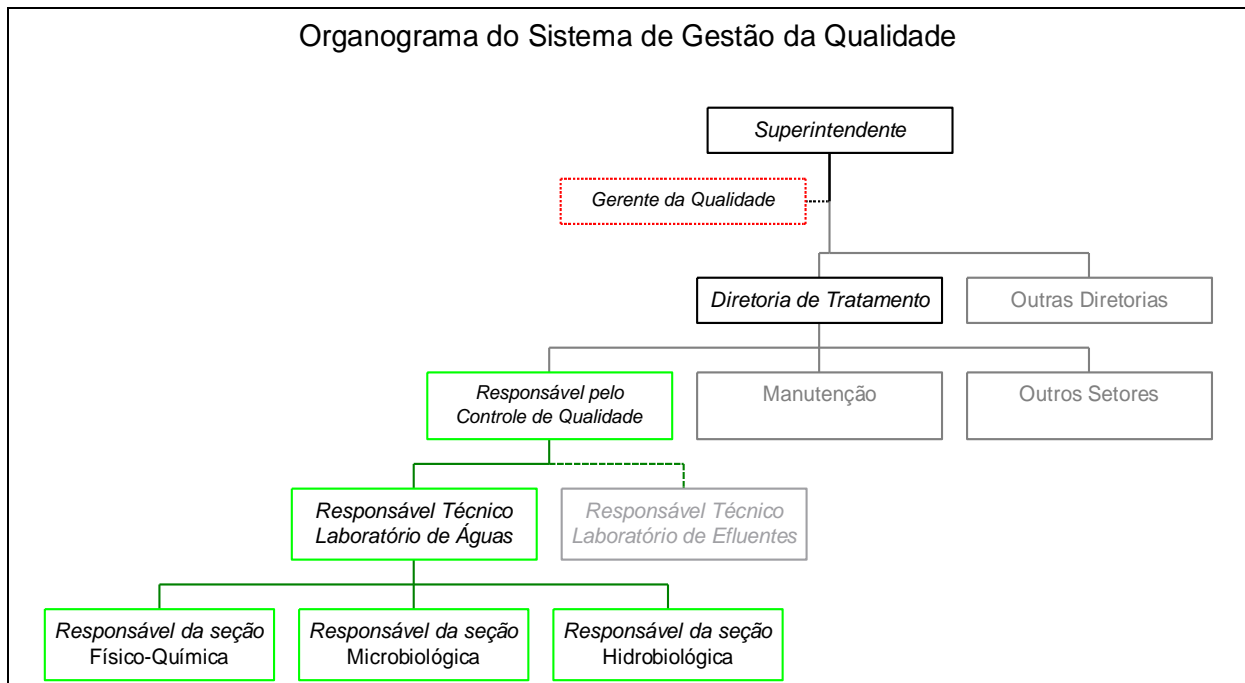 Organograma do Sistema de Gestão da Qualidade
Superintendente
Gerente da Qualidade
Diretoria de Tratamento
Outras Diretorias
Responsável pelo
Controle de Qualidade
Manutenção
Outros Setores
Responsável Técnico
Laboratório de Águas
Responsável Técnico
Laboratório de Efluentes
Responsável da seção
Físico-Química
Responsável da seção
Microbiológica
Responsável da seção
Hidrobiológica